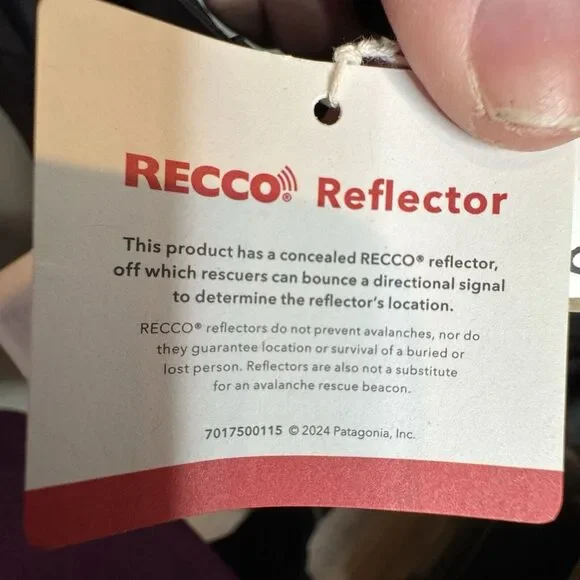 RECCO® Reflector
This product has a concealed RECCO® reflector,
off which rescuers can bounce a directional signal
to determine the reflector's location.
RECCO® reflectors do not prevent avalanches, nor do
they guarantee location or survival of a buried or
lost person. Reflectors are also not a substitute
for an avalanche rescue beacon.
7017500115 © 2024 Patagonia, Inc.